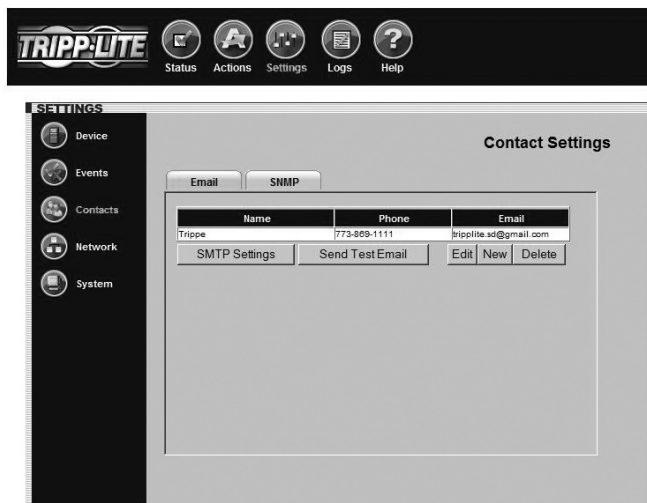 TRIPP·LITE
Status Actions Settings Logs Help
SETTINGS
Device
Events
Contacts
Network
System
Contact Settings
Email SNMP
Name Phone Email
Trippe 773-869-1111 tripplite.sd@gmail.com
SMTP Settings Send Test Email Edit New Delete